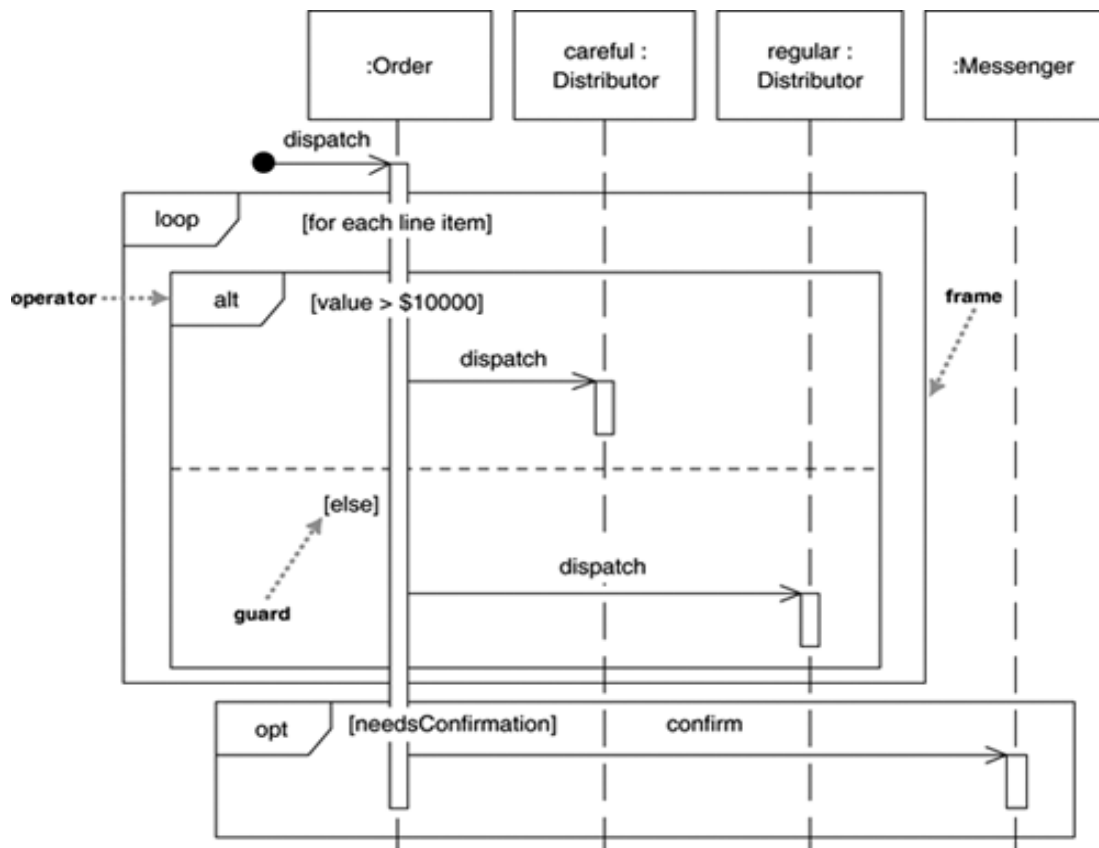 :Order
careful :
Distributor
regular :
Distributor
:Messenger
dispatch
loop
[for each line item]
operator
alt
[value > $10000]
frame
dispatch
[else]
dispatch
guard
opt
[needsConfirmation]
confirm